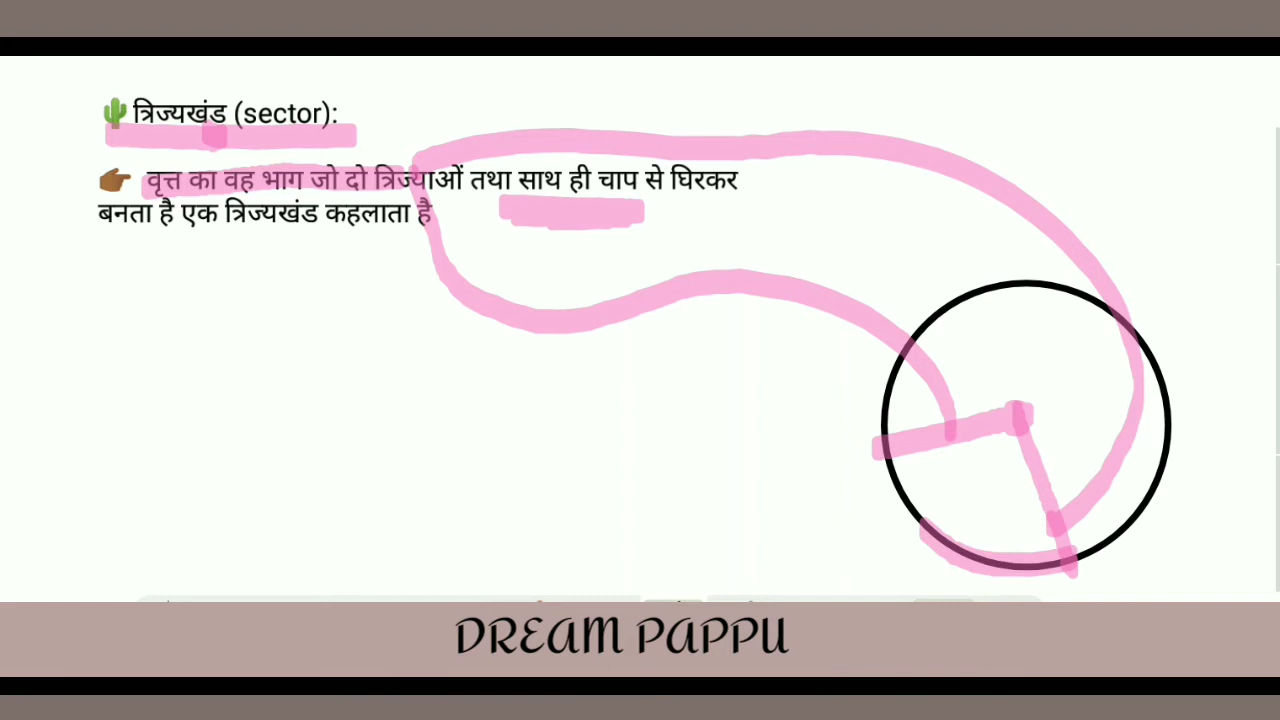 🌵त्रिज्यखंड (sector):
👉🏾 वृत्त का वह भाग जो दो त्रिज्याओं तथा साथ ही चाप से घिरकर
बनता है एक त्रिज्यखंड कहलाता है
DREAM PAPPU